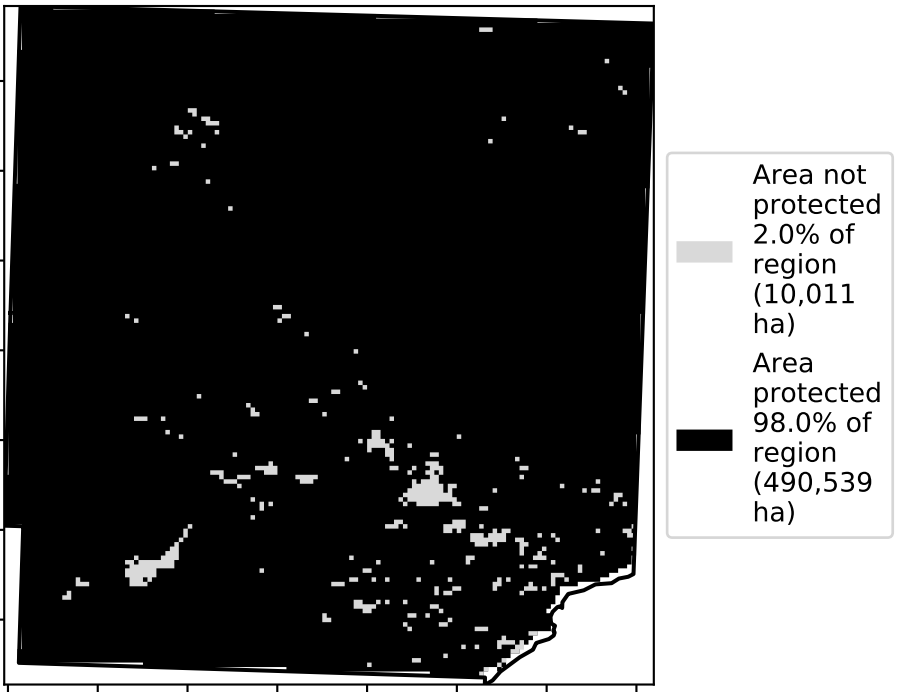 Area not
protected
2.0% of
region
(10,011
ha)
Area
protected
98.0% of
region
(490,539
ha)